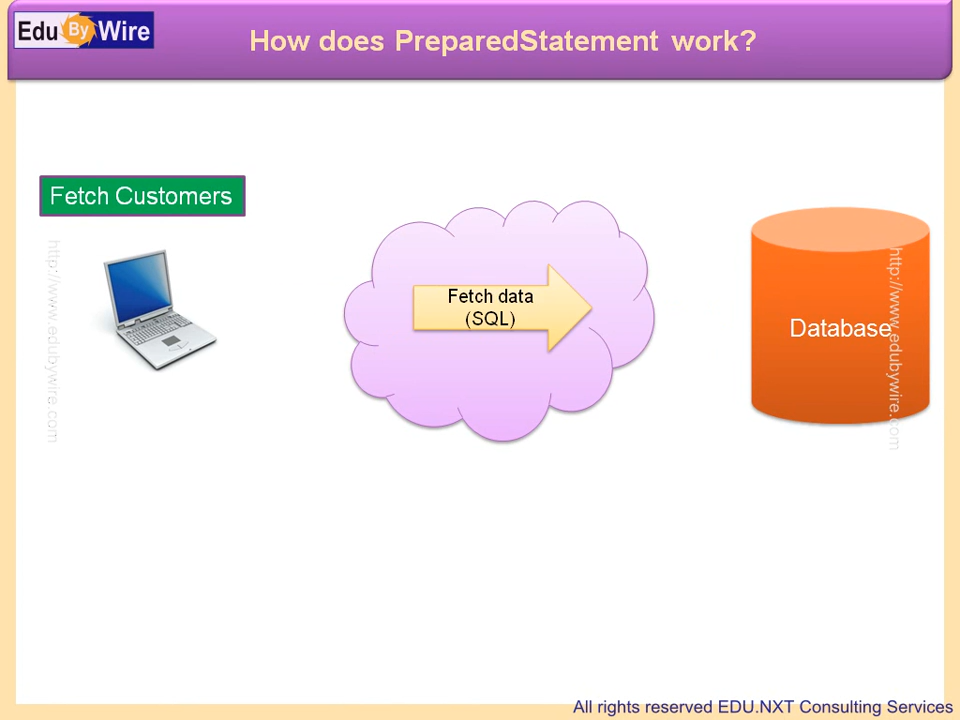 Edu By Wire
How does PreparedStatement work?
Fetch Customers
http://www.edubywire.com
Fetch data
(SQL)
Database
http://www.edubywire.com
All rights reserved EDU.NXT Consulting Services